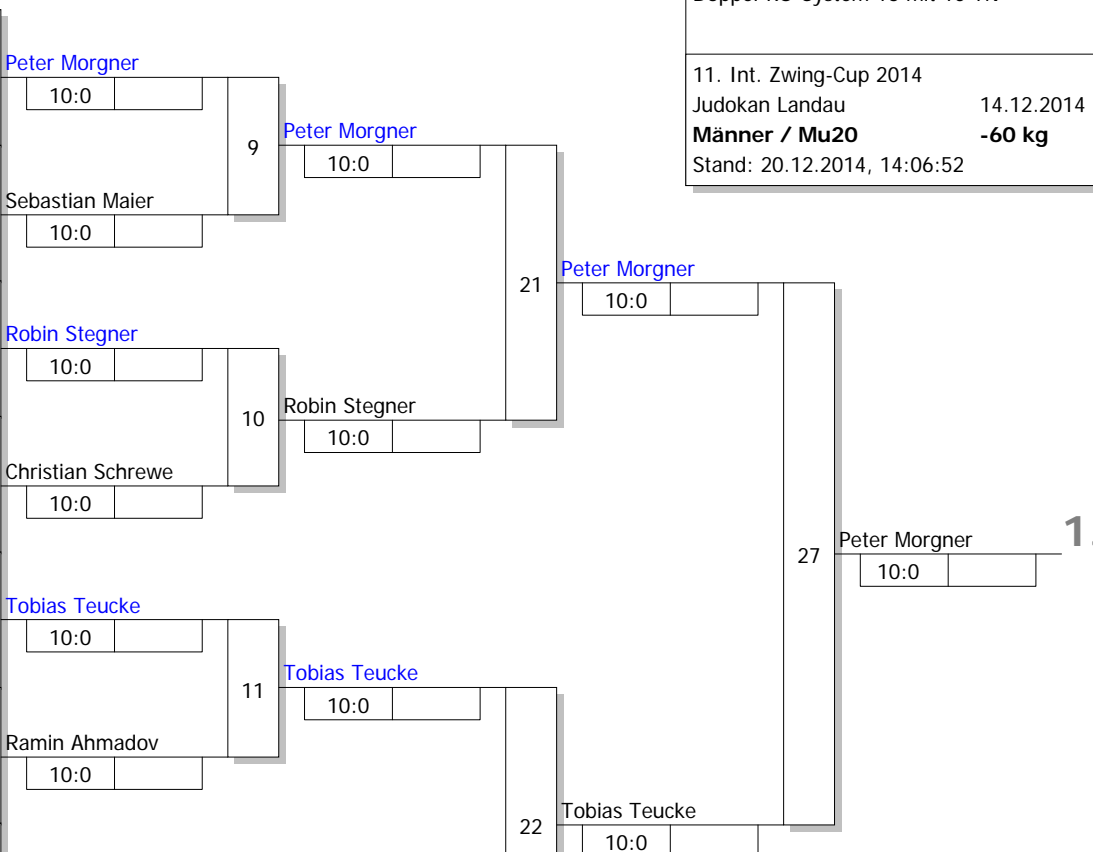 11. Int. Zwing-Cup 2014
Judokan Landau 14.12.2014
Männer / Mu20 -60 kg
Stand: 20.12.2014, 14:06:52
Peter Morgner
10:0
9
Sebastian Maier
10:0
Peter Morgner
10:0
Robin Stegner
10:0
10
Christian Schrewe
10:0
Robin Stegner
10:0
21
Peter Morgner
10:0
Tobias Teucke
10:0
11
Ramin Ahmadov
10:0
Tobias Teucke
10:0
22
Tobias Teucke
10:0
27
Peter Morgner
10:0
1.